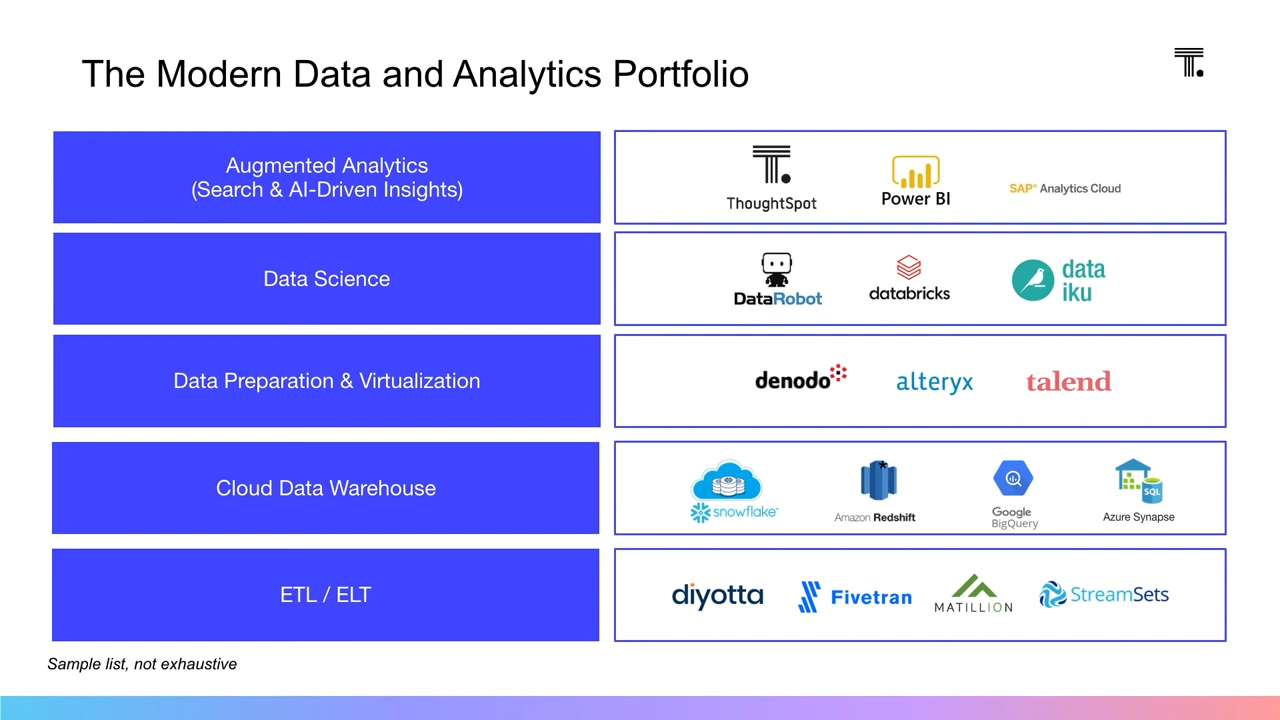 The Modern Data and Analytics Portfolio
T.
Augmented Analytics
(Search & AI-Driven Insights)
T.
ThoughtSpot
Power BI
SAP® Analytics Cloud
Data Science
DataRobot
databricks
data
iku
Data Preparation & Virtualization
denodo
alteryx
talend
Cloud Data Warehouse
snowflake®
Amazon Redshift
Google
BigQuery
SQL
Azure Synapse
ETL / ELT
diyotta
Fivetran
MATILLION
StreamSets
Sample list, not exhaustive